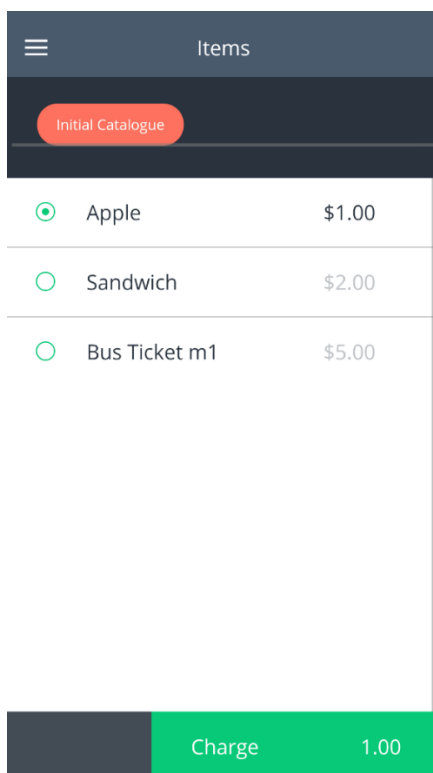 Items
Initial Catalogue
Apple $1.00
Sandwich $2.00
Bus Ticket m1 $5.00
Charge 1.00